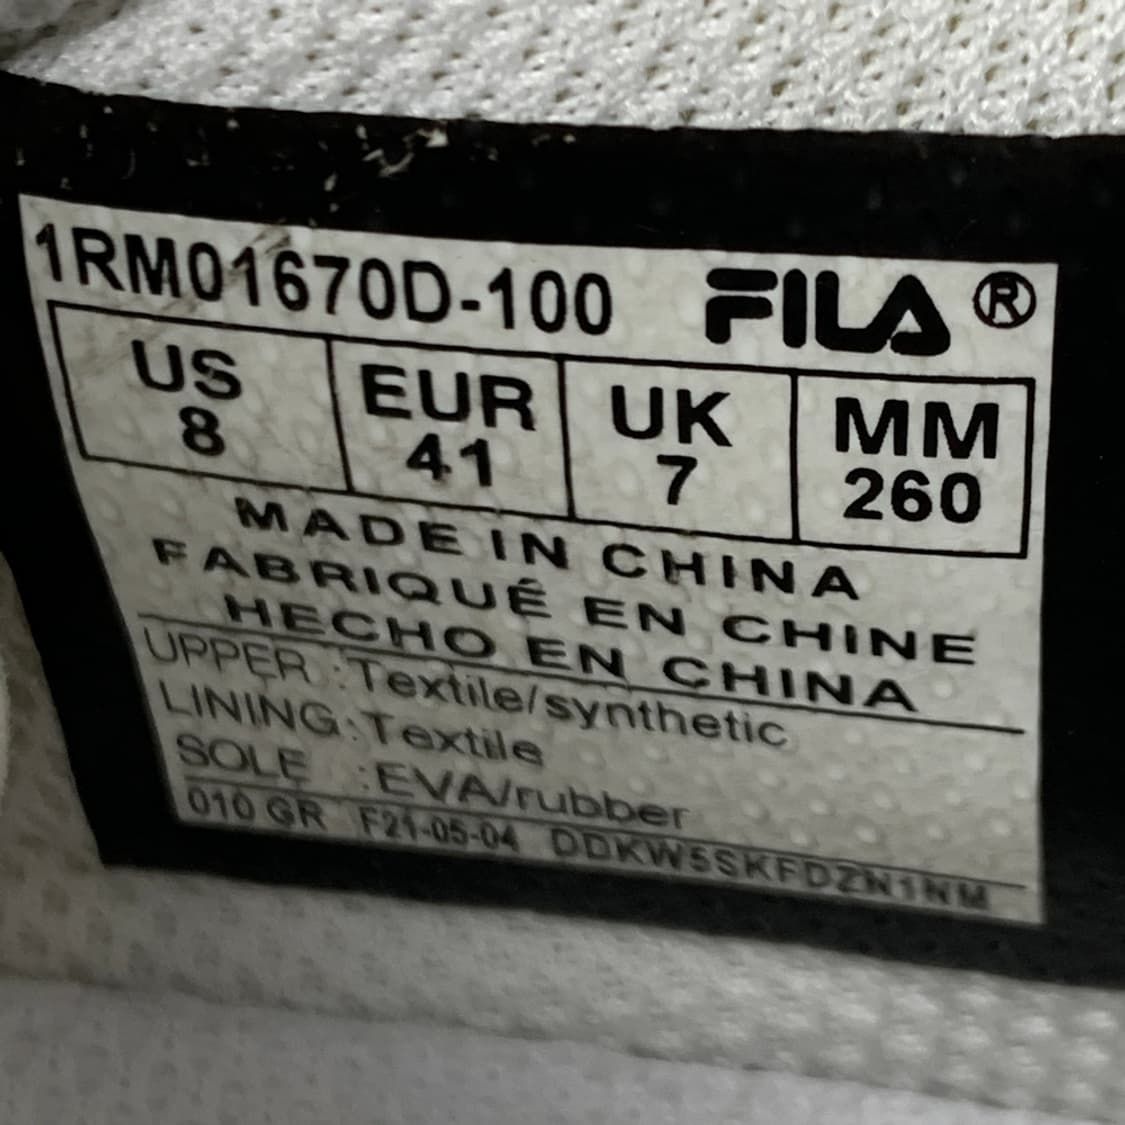 1RM01670D-100 FILA®
US EUR UK MM
8 41 7 260
MADE IN CHINA
FABRIQUÉ EN CHINE
HECHO EN CHINA
UPPER :Textile/synthetic
LINING:Textile
SOLE :EVA/rubber
010 GR F21-05-04 DDKW5SKFDZN1NM